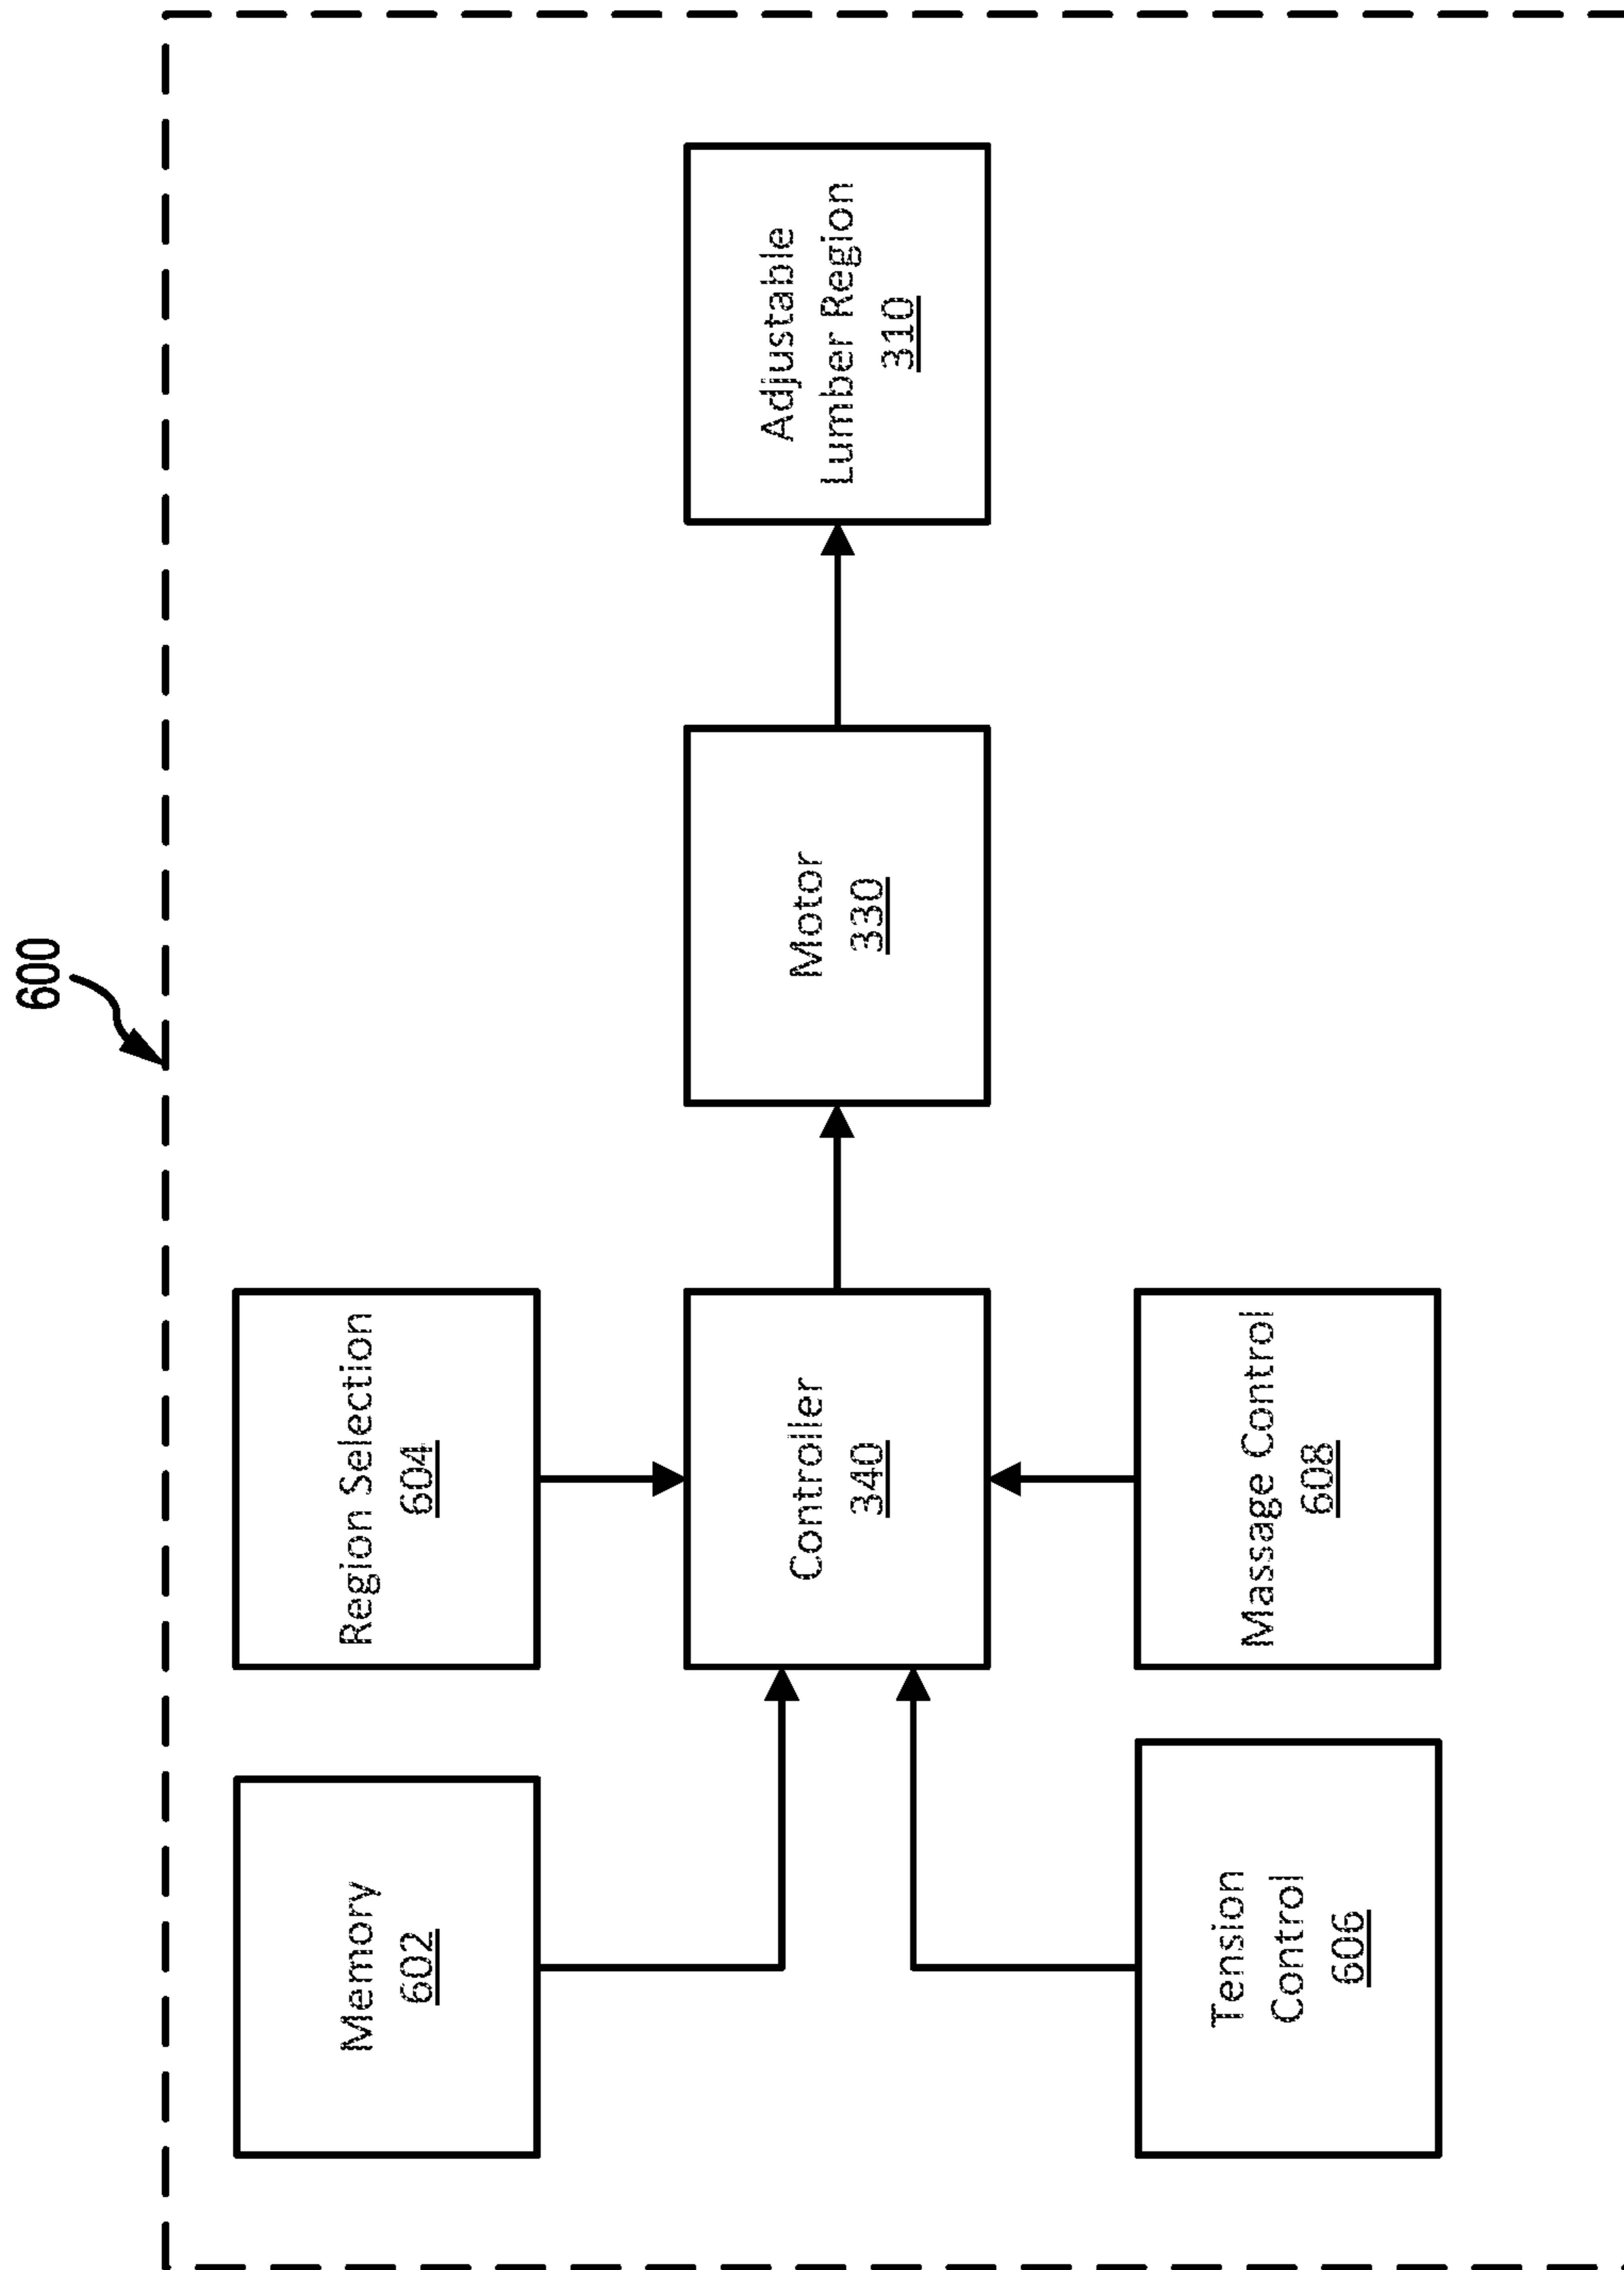 600
Memory
602
Region Selection
604
Controller
340
Motor
330
Adjustable
Lumber Region
310
Tension
Control
606
Massage Control
608